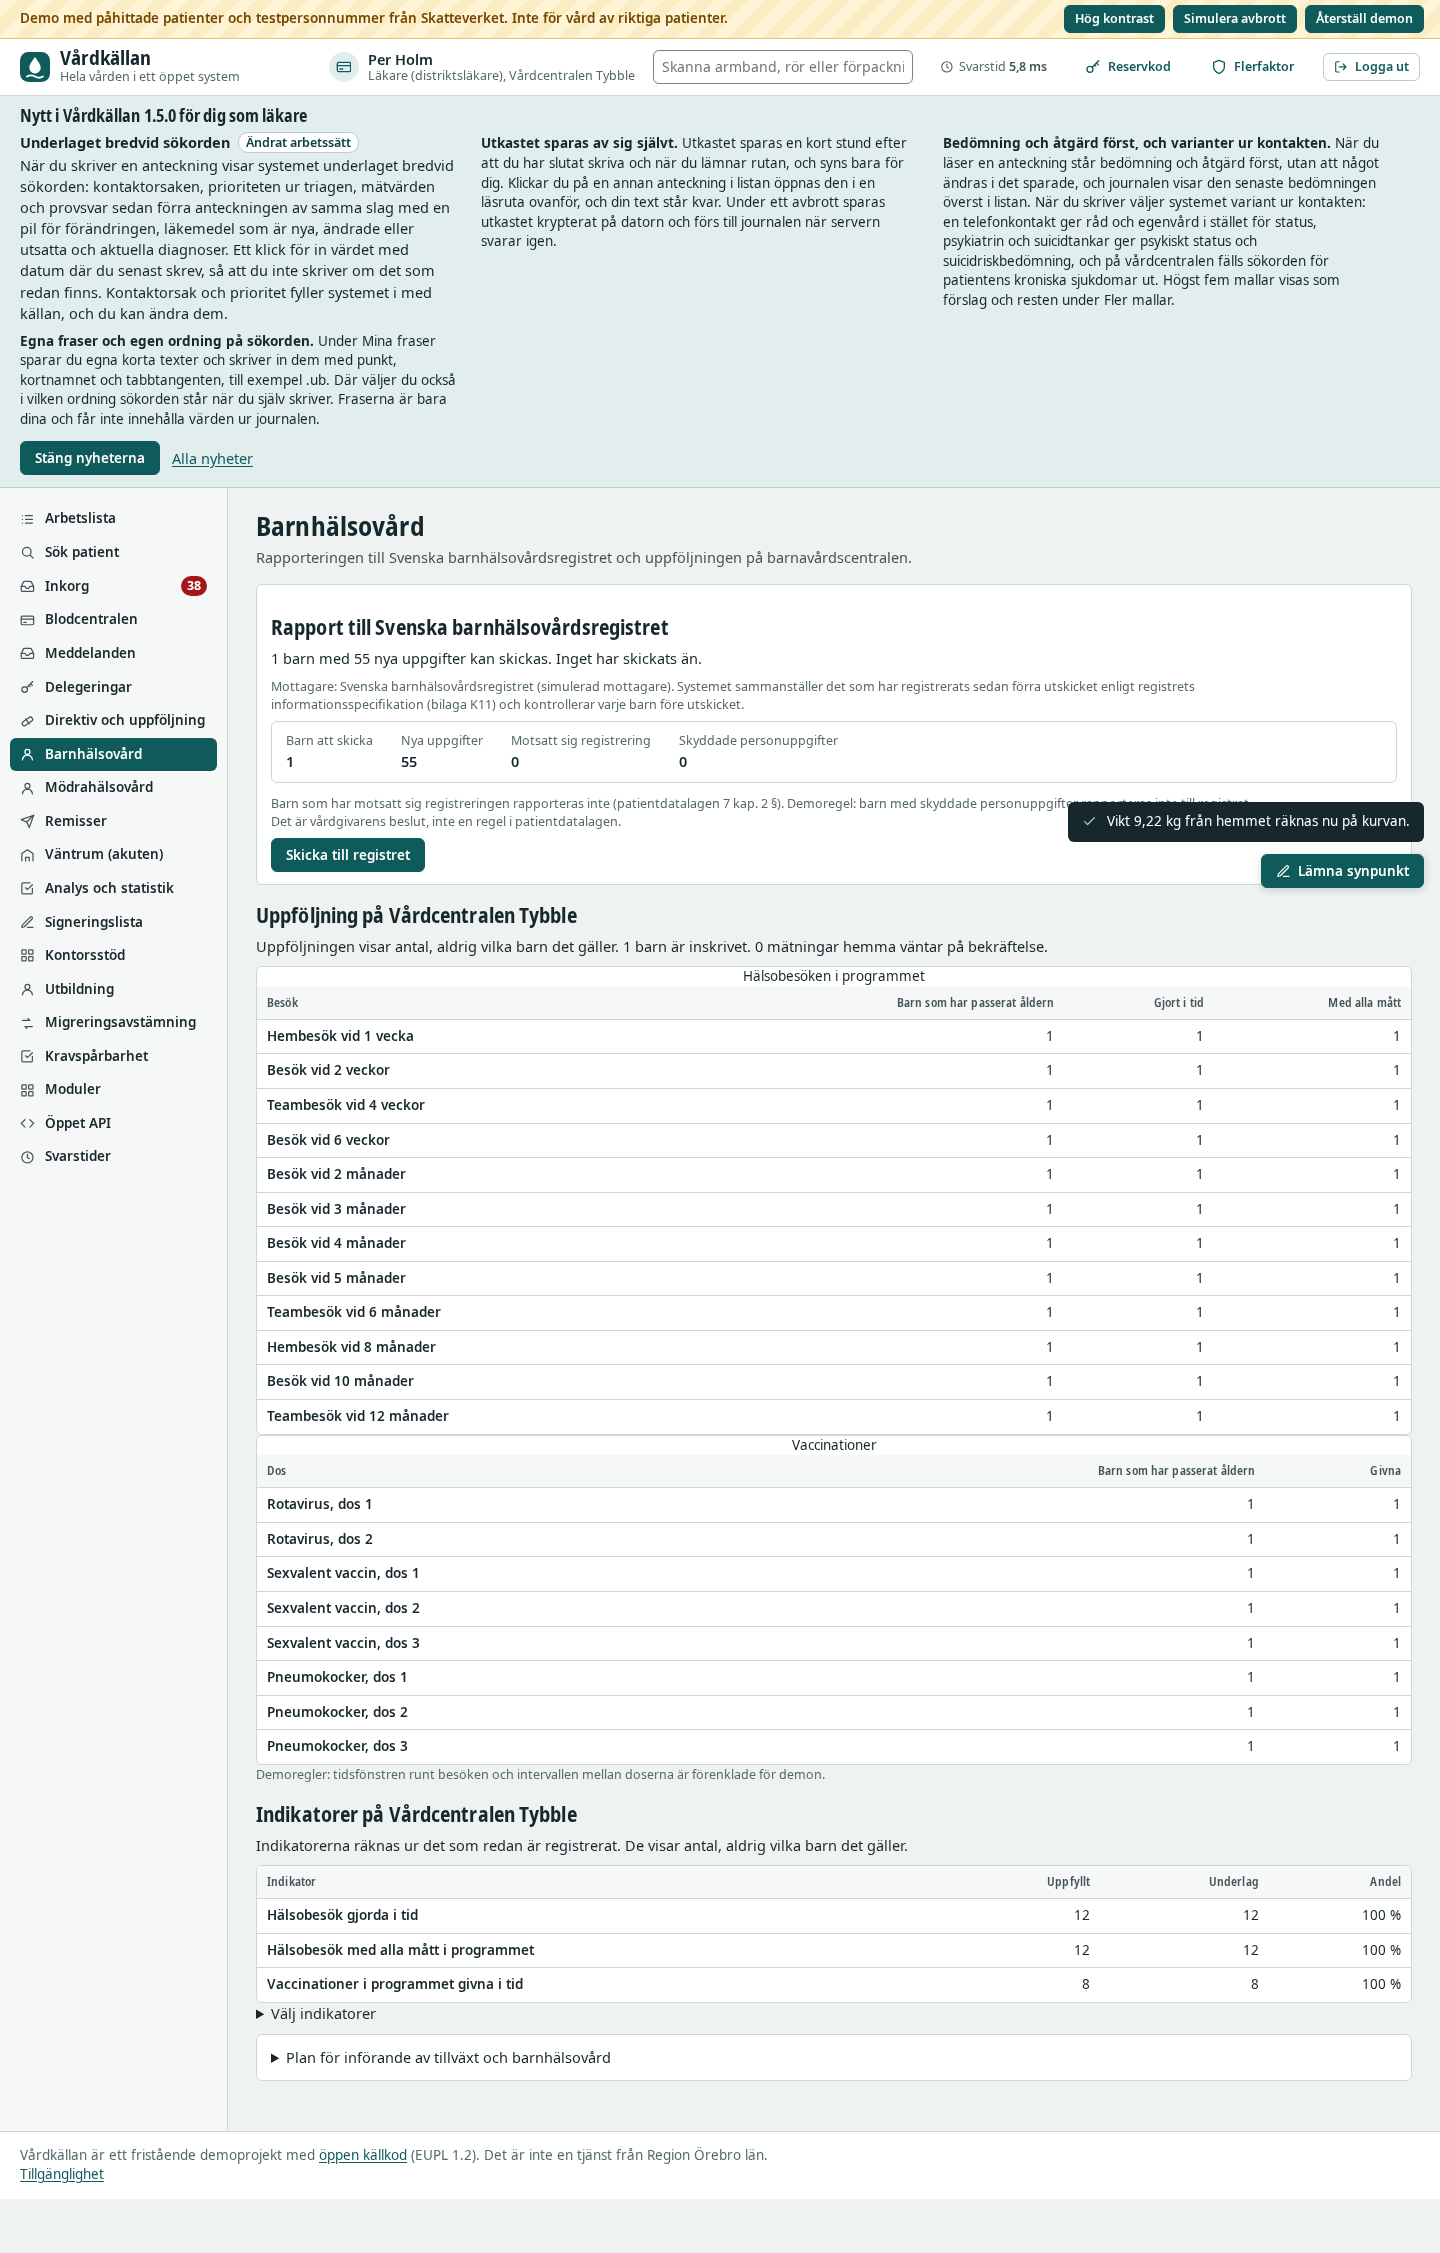 Demo med påhittade patienter och testpersonnummer från Skatteverket. Inte för vård av riktiga patienter.
Hög kontrast
Simulera avbrott
Återställ demon
Vårdkällan
Hela vården i ett öppet system
Per Holm
Läkare (distriktsläkare), Vårdcentralen Tybble
Skanna armband, rör eller förpackni
Svarstid 5,8 ms
Reservkod
Flerfaktor
Logga ut
Nytt i Vårdkällan 1.5.0 för dig som läkare
Underlaget bredvid sökorden
Ändrat arbetssätt
När du skriver en anteckning visar systemet underlaget bredvid
sökorden: kontaktorsaken, prioriteten ur triagen, mätvärden
och provsvar sedan förra anteckningen av samma slag med en
pil för förändringen, läkemedel som är nya, ändrade eller
utsatta och aktuella diagnoser. Ett klick för in värdet med
datum där du senast skrev, så att du inte skriver om det som
redan finns. Kontaktorsak och prioritet fyller systemet i med
källan, och du kan ändra dem.
Egna fraser och egen ordning på sökorden. Under Mina fraser
sparar du egna korta texter och skriver in dem med punkt,
kortnamnet och tabbtangenten, till exempel .ub. Där väljer du också
i vilken ordning sökorden står när du själv skriver. Fraserna är bara
dina och får inte innehålla värden ur journalen.
Utkastet sparas av sig självt. Utkastet sparas en kort stund efter
att du har slutat skriva och när du lämnar rutan, och syns bara för
dig. Klickar du på en annan anteckning i listan öppnas den i en
läsruta ovanför, och din text står kvar. Under ett avbrott sparas
utkastet krypterat på datorn och förs till journalen när servern
svarar igen.
Bedömning och åtgärd först, och varianter ur kontakten. När du
läser en anteckning står bedömning och åtgärd först, utan att något
ändras i det sparade, och journalen visar den senaste bedömningen
överst i listan. När du skriver väljer systemet variant ur kontakten:
en telefonkontakt ger råd och egenvård i stället för status,
psykiatrin och suicidtankar ger psykiskt status och
suicidriskbedömning, och på vårdcentralen fälls sökorden för
patientens kroniska sjukdomar ut. Högst fem mallar visas som
förslag och resten under Fler mallar.
Stäng nyheterna
Alla nyheter
Arbetslista
Sök patient
Inkorg
38
Blodcentralen
Meddelanden
Delegeringar
Direktiv och uppföljning
Barnhälsovård
Mödrahälsovård
Remisser
Väntrum (akuten)
Analys och statistik
Signeringslista
Kontorsstöd
Utbildning
Migreringsavstämning
Kravspårbarhet
Moduler
Öppet API
Svarstider
Barnhälsovård
Rapporteringen till Svenska barnhälsovårdsregistret och uppföljningen på barnavårdscentralen.
Rapport till Svenska barnhälsovårdsregistret
1 barn med 55 nya uppgifter kan skickas. Inget har skickats än.
Mottagare: Svenska barnhälsovårdsregistret (simulerad mottagare). Systemet sammanställer det som har registrerats sedan förra utskicket enligt registrets
informationsspecifikation (bilaga K11) och kontrollerar varje barn före utskicket.
Barn att skicka
1
Nya uppgifter
55
Motsatt sig registrering
0
Skyddade personuppgifter
0
Barn som har motsatt sig registreringen rapporteras inte (patientdatalagen 7 kap. 2 §). Demoregel: barn med skyddade personuppgifter rapporteras inte till registret.
Det är vårdgivarens beslut, inte en regel i patientdatalagen.
Skicka till registret
Vikt 9,22 kg från hemmet räknas nu på kurvan.
Lämna synpunkt
Uppföljning på Vårdcentralen Tybble
Uppföljningen visar antal, aldrig vilka barn det gäller. 1 barn är inskrivet. 0 mätningar hemma väntar på bekräftelse.
Hälsobesöken i programmet
Besök Barn som har passerat åldern Gjort i tid Med alla mått
Hembesök vid 1 vecka 1 1 1
Besök vid 2 veckor 1 1 1
Teambesök vid 4 veckor 1 1 1
Besök vid 6 veckor 1 1 1
Besök vid 2 månader 1 1 1
Besök vid 3 månader 1 1 1
Besök vid 4 månader 1 1 1
Besök vid 5 månader 1 1 1
Teambesök vid 6 månader 1 1 1
Hembesök vid 8 månader 1 1 1
Besök vid 10 månader 1 1 1
Teambesök vid 12 månader 1 1 1
Vaccinationer
Dos Barn som har passerat åldern Givna
Rotavirus, dos 1 1 1
Rotavirus, dos 2 1 1
Sexvalent vaccin, dos 1 1 1
Sexvalent vaccin, dos 2 1 1
Sexvalent vaccin, dos 3 1 1
Pneumokocker, dos 1 1 1
Pneumokocker, dos 2 1 1
Pneumokocker, dos 3 1 1
Demoregler: tidsfönstren runt besöken och intervallen mellan doserna är förenklade för demon.
Indikatorer på Vårdcentralen Tybble
Indikatorerna räknas ur det som redan är registrerat. De visar antal, aldrig vilka barn det gäller.
Indikator Uppfyllt Underlag Andel
Hälsobesök gjorda i tid 12 12 100 %
Hälsobesök med alla mått i programmet 12 12 100 %
Vaccinationer i programmet givna i tid 8 8 100 %
Välj indikatorer
Plan för införande av tillväxt och barnhälsovård
Vårdkällan är ett fristående demoprojekt med öppen källkod (EUPL 1.2). Det är inte en tjänst från Region Örebro län.
Tillgänglighet